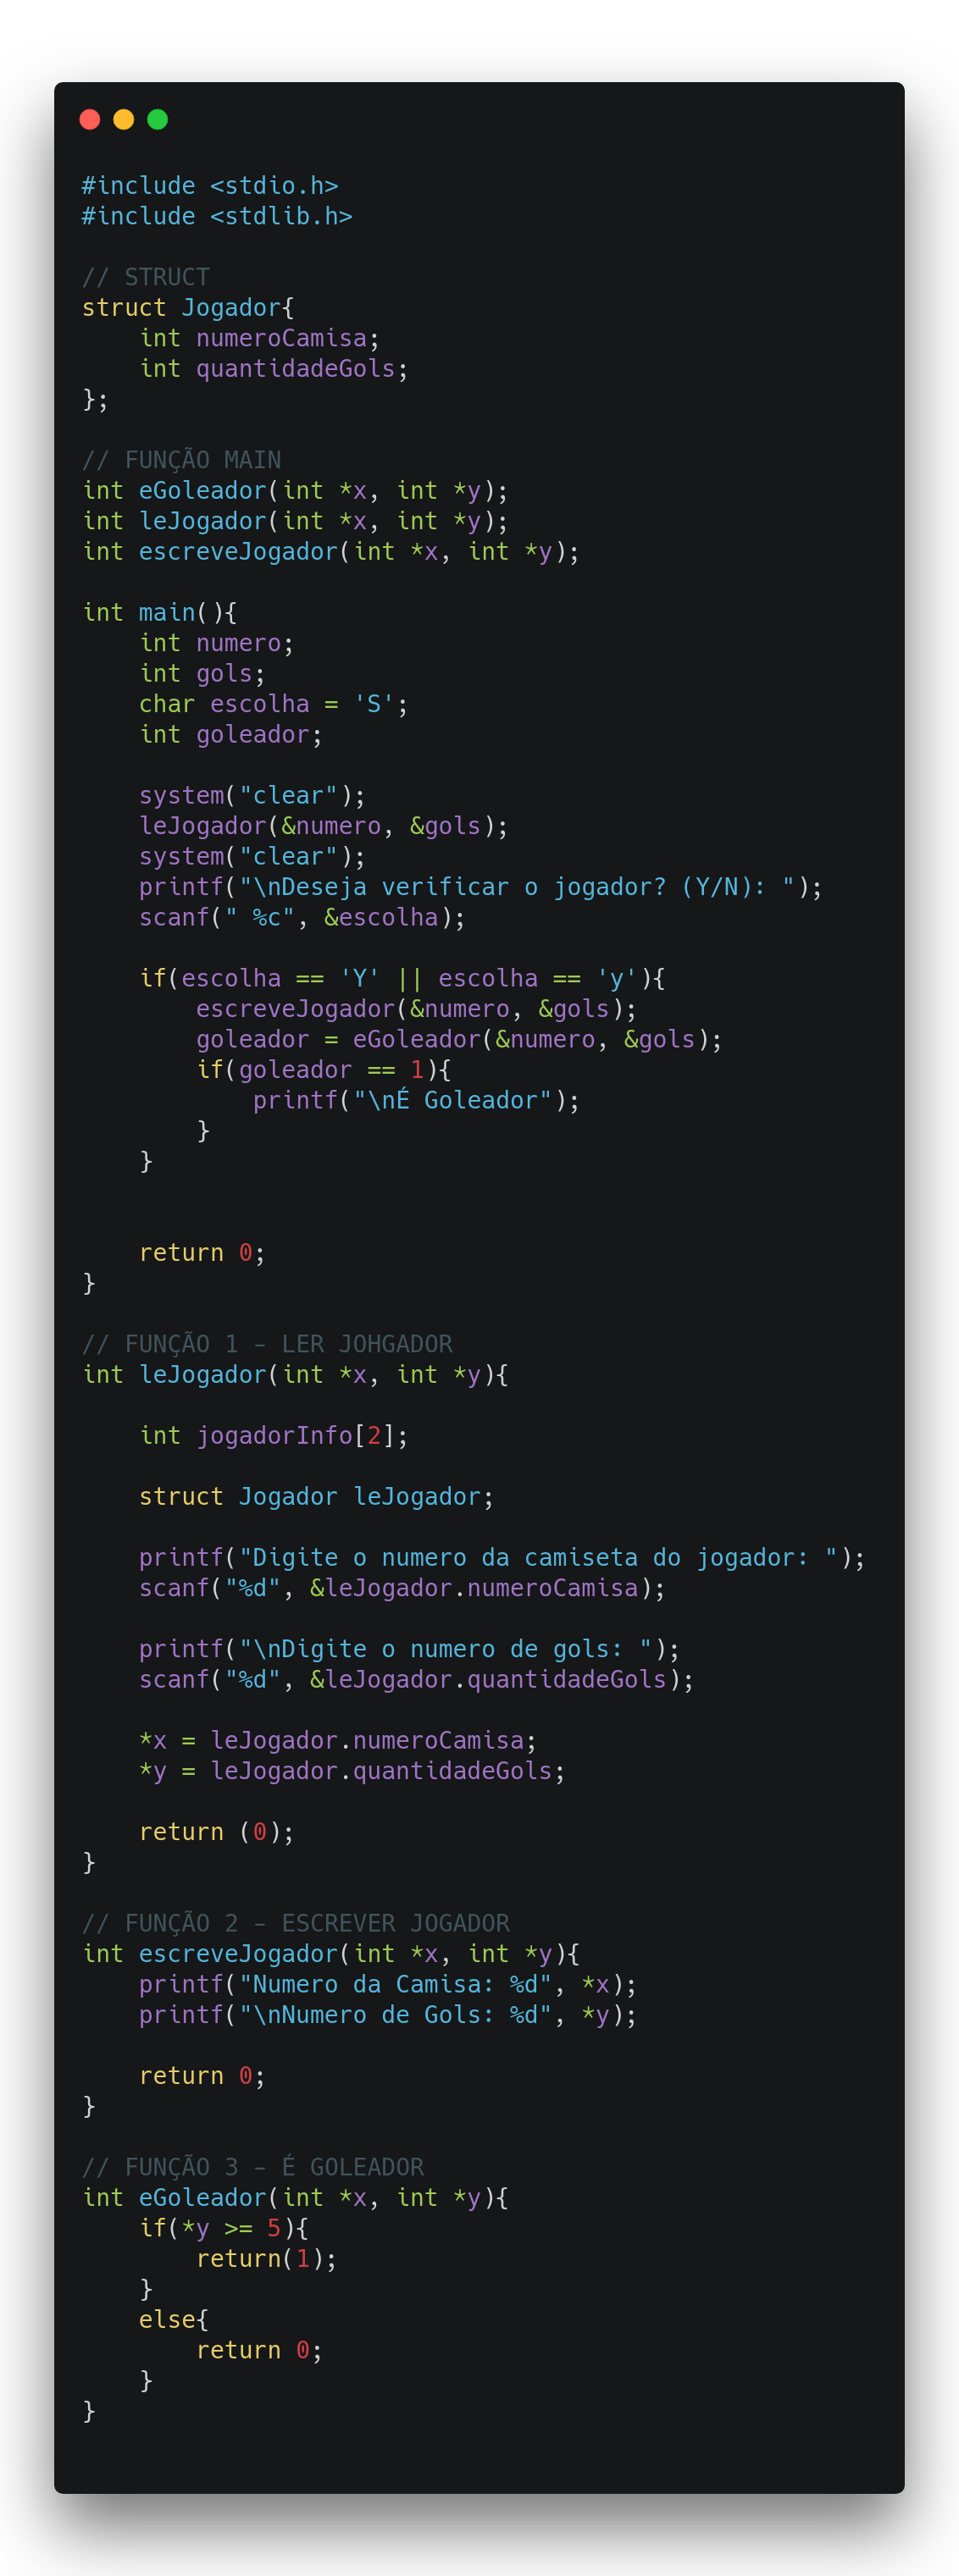 #include <stdio.h>
#include <stdlib.h>

// STRUCT
struct Jogador{
    int numeroCamisa;
    int quantidadeGols;
};

// FUNÇÃO MAIN
int eGoleador(int *x, int *y);
int leJogador(int *x, int *y);
int escreveJogador(int *x, int *y);

int main(){
    int numero;
    int gols;
    char escolha = 'S';
    int goleador;

    system("clear");
    leJogador(&numero, &gols);
    system("clear");
    printf("\nDeseja verificar o jogador? (Y/N): ");
    scanf(" %c", &escolha);

    if(escolha == 'Y' || escolha == 'y'){
        escreveJogador(&numero, &gols);
        goleador = eGoleador(&numero, &gols);
        if(goleador == 1){
            printf("\nÉ Goleador");
        }
    }


    return 0;
}

// FUNÇÃO 1 - LER JOHGADOR
int leJogador(int *x, int *y){

    int jogadorInfo[2];

    struct Jogador leJogador;

    printf("Digite o numero da camiseta do jogador: ");
    scanf("%d", &leJogador.numeroCamisa);

    printf("\nDigite o numero de gols: ");
    scanf("%d", &leJogador.quantidadeGols);

    *x = leJogador.numeroCamisa;
    *y = leJogador.quantidadeGols;

    return (0);
}

// FUNÇÃO 2 - ESCREVER JOGADOR
int escreveJogador(int *x, int *y){
    printf("Numero da Camisa: %d", *x);
    printf("\nNumero de Gols: %d", *y);

    return 0;
}

// FUNÇÃO 3 - É GOLEADOR
int eGoleador(int *x, int *y){
    if(*y >= 5){
        return(1);
    }
    else{
        return 0;
    }
}